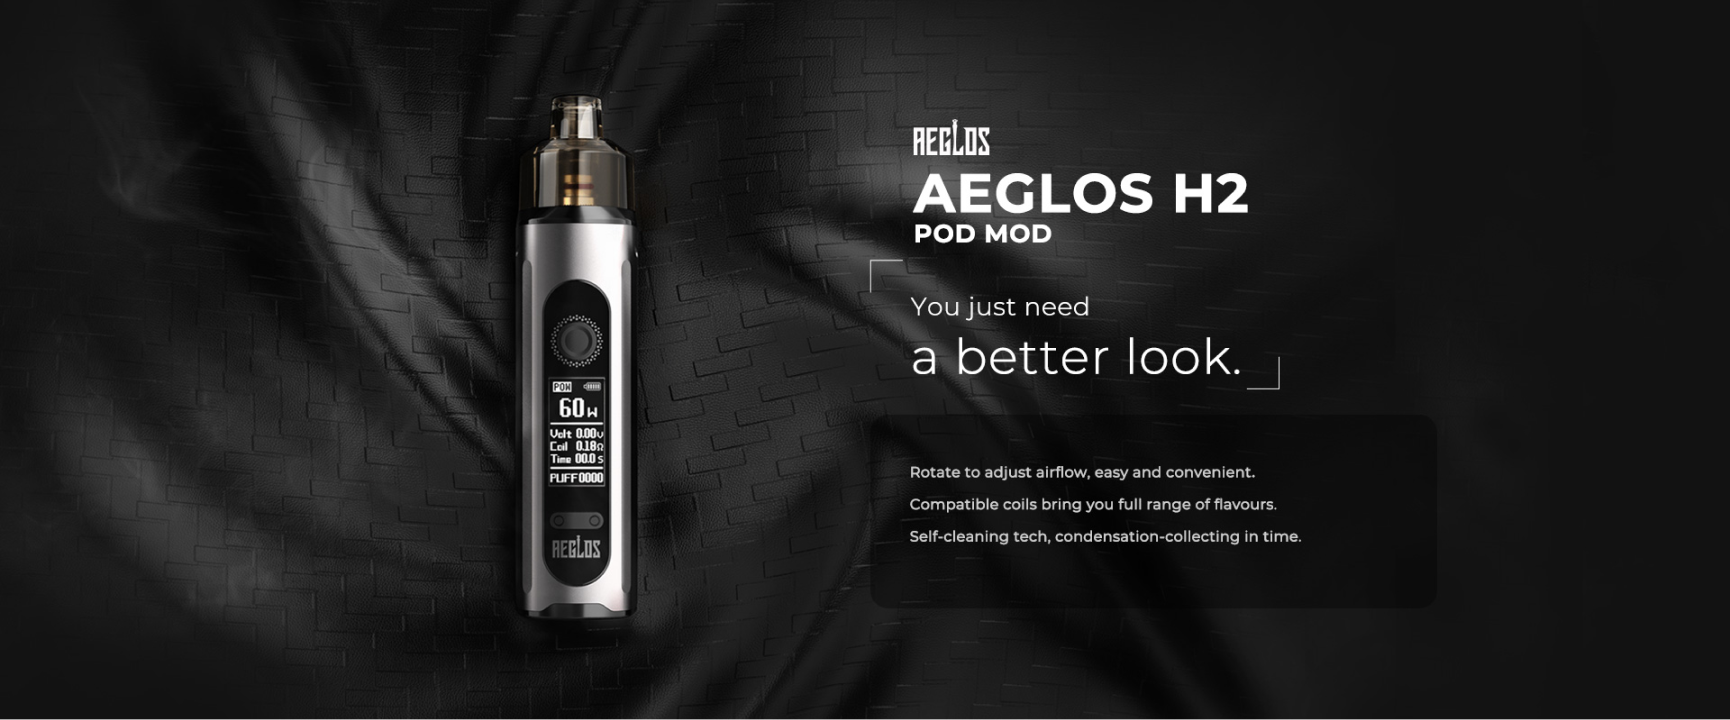 POW
60W
Volt 0.00V
Coil 0.18Ω
Time 00.0 S
PUFF 0000
AEGLOS
AEGLOS
AEGLOS H2
POD MOD
You just need
a better look.
Rotate to adjust airflow, easy and convenient.
Compatible coils bring you full range of flavours.
Self-cleaning tech, condensation-collecting in time.